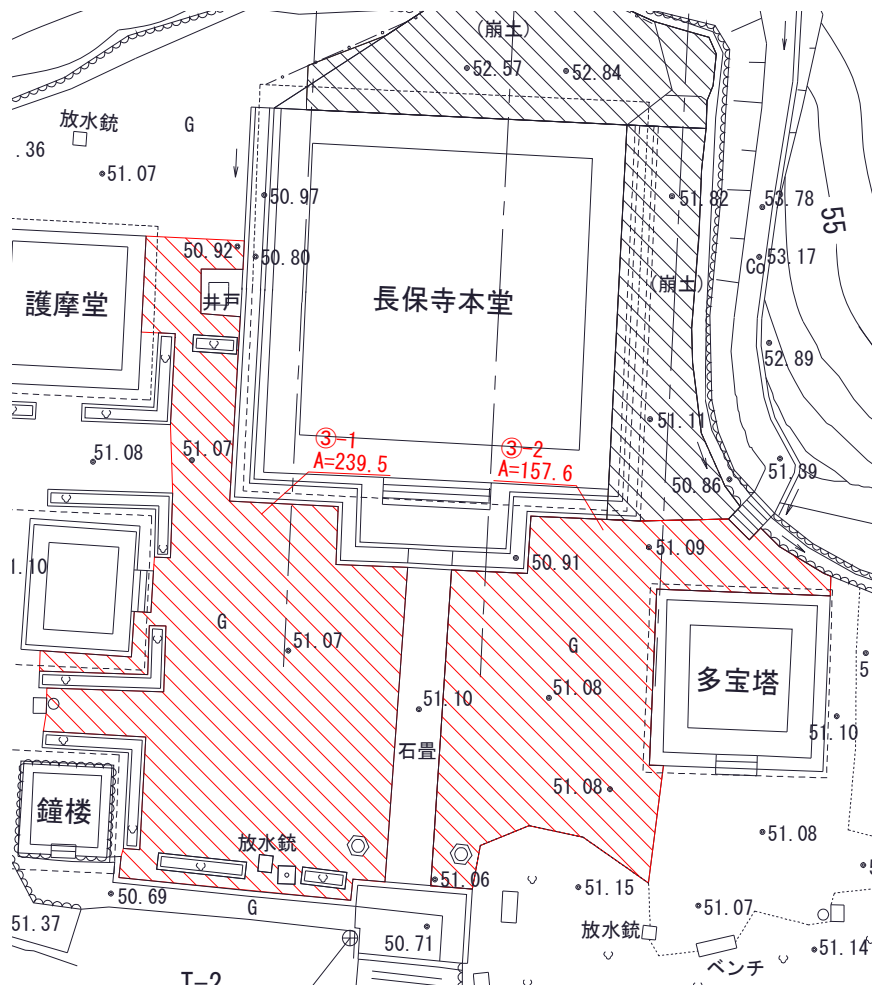 (崩土)
52.57
52.84
放水銃
G
.36
51.07
50.97
51.82
53.78
55
50.92
50.80
53.17
Co
(崩土)
護摩堂
井戸
長保寺本堂
52.89
51.11
③-1
A=239.5
③-2
A=157.6
51.08
51.07
50.86
51.39
51.09
50.91
1.10
G
51.07
G
51.08
多宝塔
5
51.10
51.10
石畳
51.08
鐘楼
放水銃
51.08
51.06
51.15
50.69
G
51.07
51.37
50.71
放水銃
51.14
ベンチ
T-2